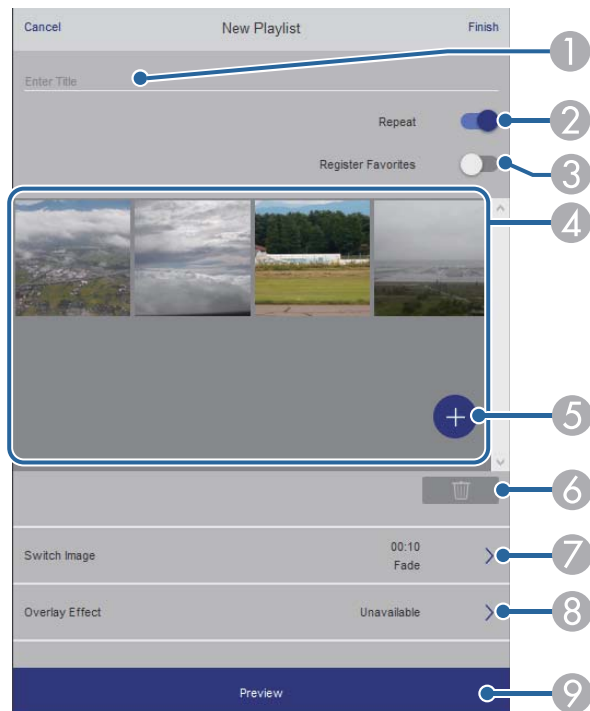 Cancel New Playlist Finish
Enter Title
1
Repeat
2
Register Favorites
3
4
+
5
6
Switch Image 00:10
Fade
7
Overlay Effect Unavailable
8
Preview
9